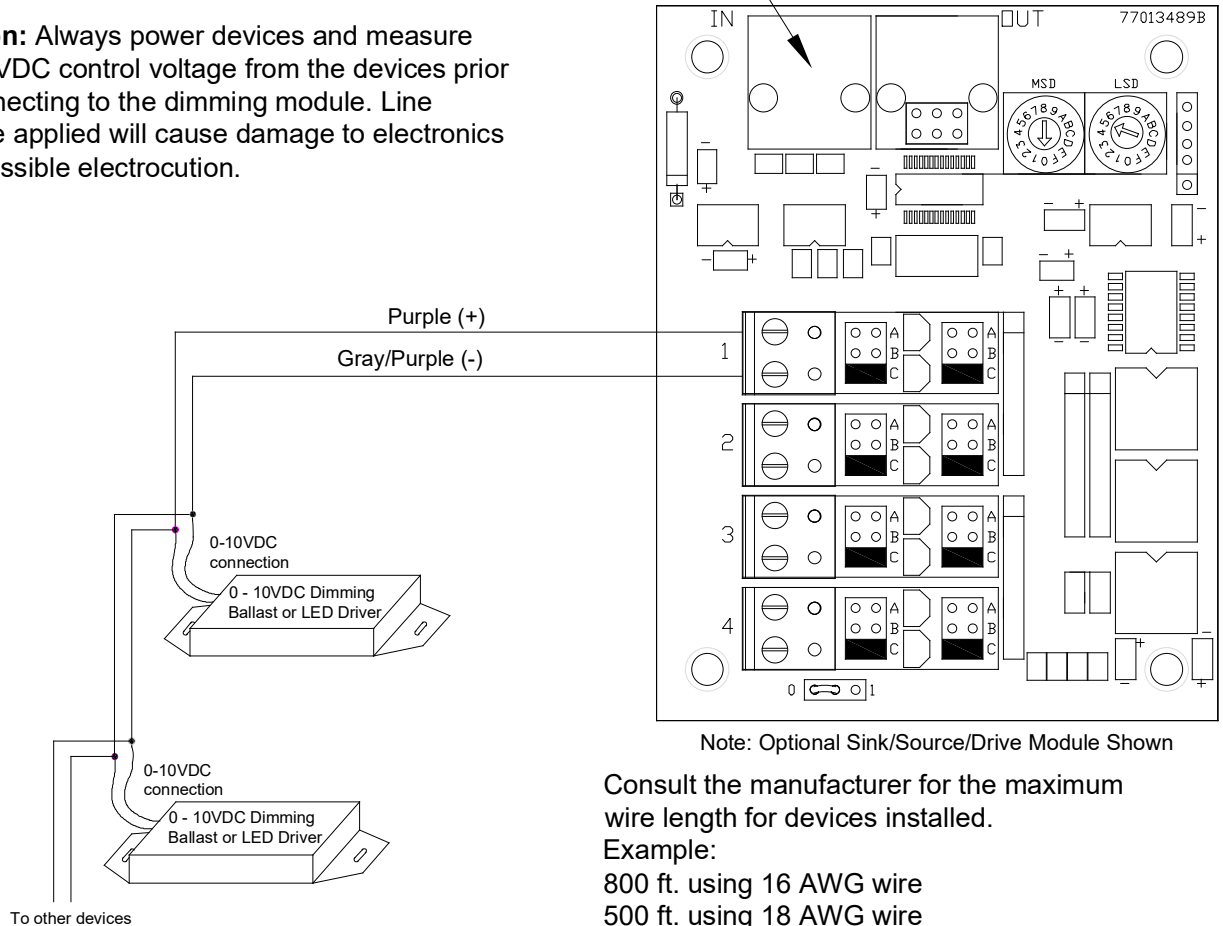 on: Always power devices and measure
VDC control voltage from the devices prior
necting to the dimming module. Line
e applied will cause damage to electronics
ssible electrocution.
IN
OUT
77013489B
MSD
LSD
Purple (+)
Gray/Purple (-)
1
A
B
C
A
B
C
2
A
B
C
A
B
C
3
A
B
C
A
B
C
4
A
B
C
A
B
C
0
1
0-10VDC
connection
0 - 10VDC Dimming
Ballast or LED Driver
0-10VDC
connection
0 - 10VDC Dimming
Ballast or LED Driver
To other devices
Note: Optional Sink/Source/Drive Module Shown
Consult the manufacturer for the maximum
wire length for devices installed.
Example:
800 ft. using 16 AWG wire
500 ft. using 18 AWG wire